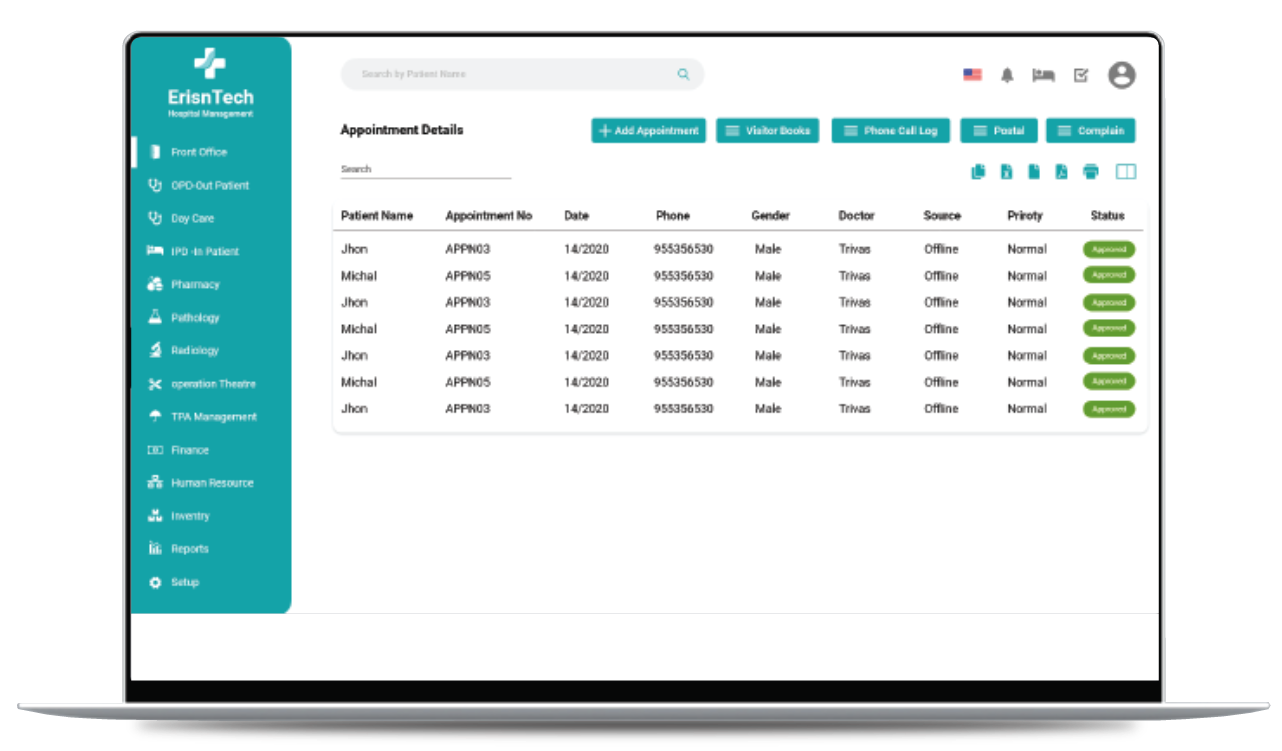 ErisnTech
Hospital Management
Front Office
OPD-Out Patient
Day Care
IPD -In Patient
Pharmacy
Pathology
Radiology
operation Theatre
TPA Management
Finance
Human Resource
Inventry
Reports
Setup
Search by Patient Name
Appointment Details
Add Appointment Visitor Books Phone Call Log Postal Complain
Search
Patient Name Appointment No Date Phone Gender Doctor Source Priroty Status
Jhon APPN03 14/2020 955356530 Male Trivas Offline Normal Approved
Michal APPN05 14/2020 955356530 Male Trivas Offline Normal Approved
Jhon APPN03 14/2020 955356530 Male Trivas Offline Normal Approved
Michal APPN05 14/2020 955356530 Male Trivas Offline Normal Approved
Jhon APPN03 14/2020 955356530 Male Trivas Offline Normal Approved
Michal APPN05 14/2020 955356530 Male Trivas Offline Normal Approved
Jhon APPN03 14/2020 955356530 Male Trivas Offline Normal Approved